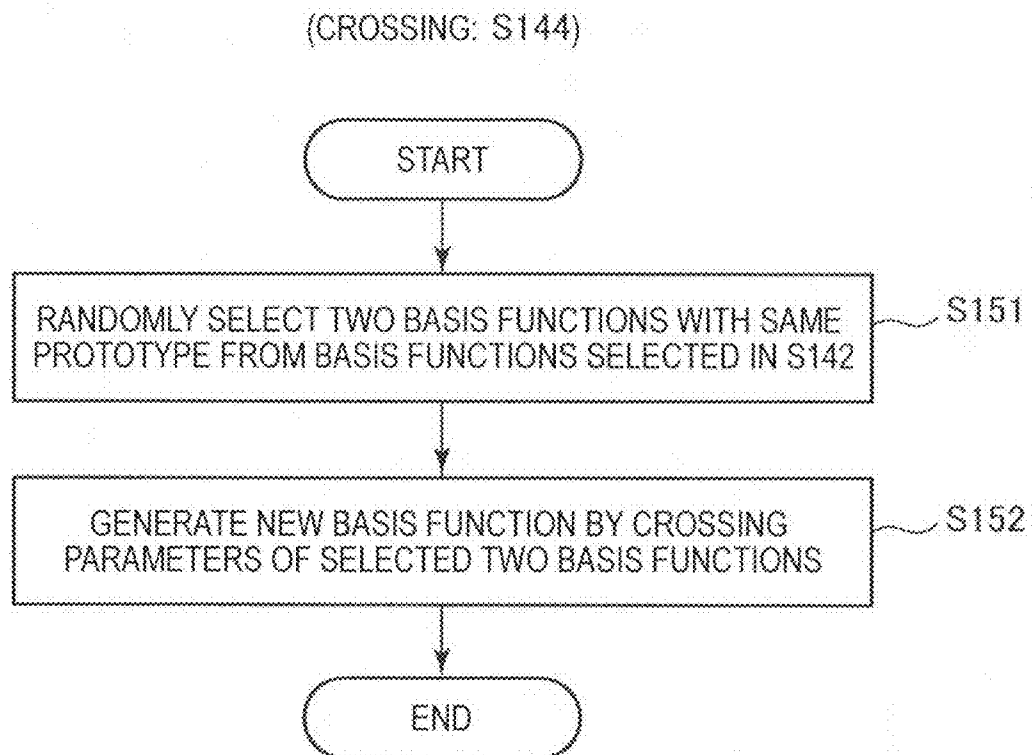 (CROSSING: S144)
START
RANDOMLY SELECT TWO BASIS FUNCTIONS WITH SAME
PROTOTYPE FROM BASIS FUNCTIONS SELECTED IN S142
S151
GENERATE NEW BASIS FUNCTION BY CROSSING
PARAMETERS OF SELECTED TWO BASIS FUNCTIONS
S152
END